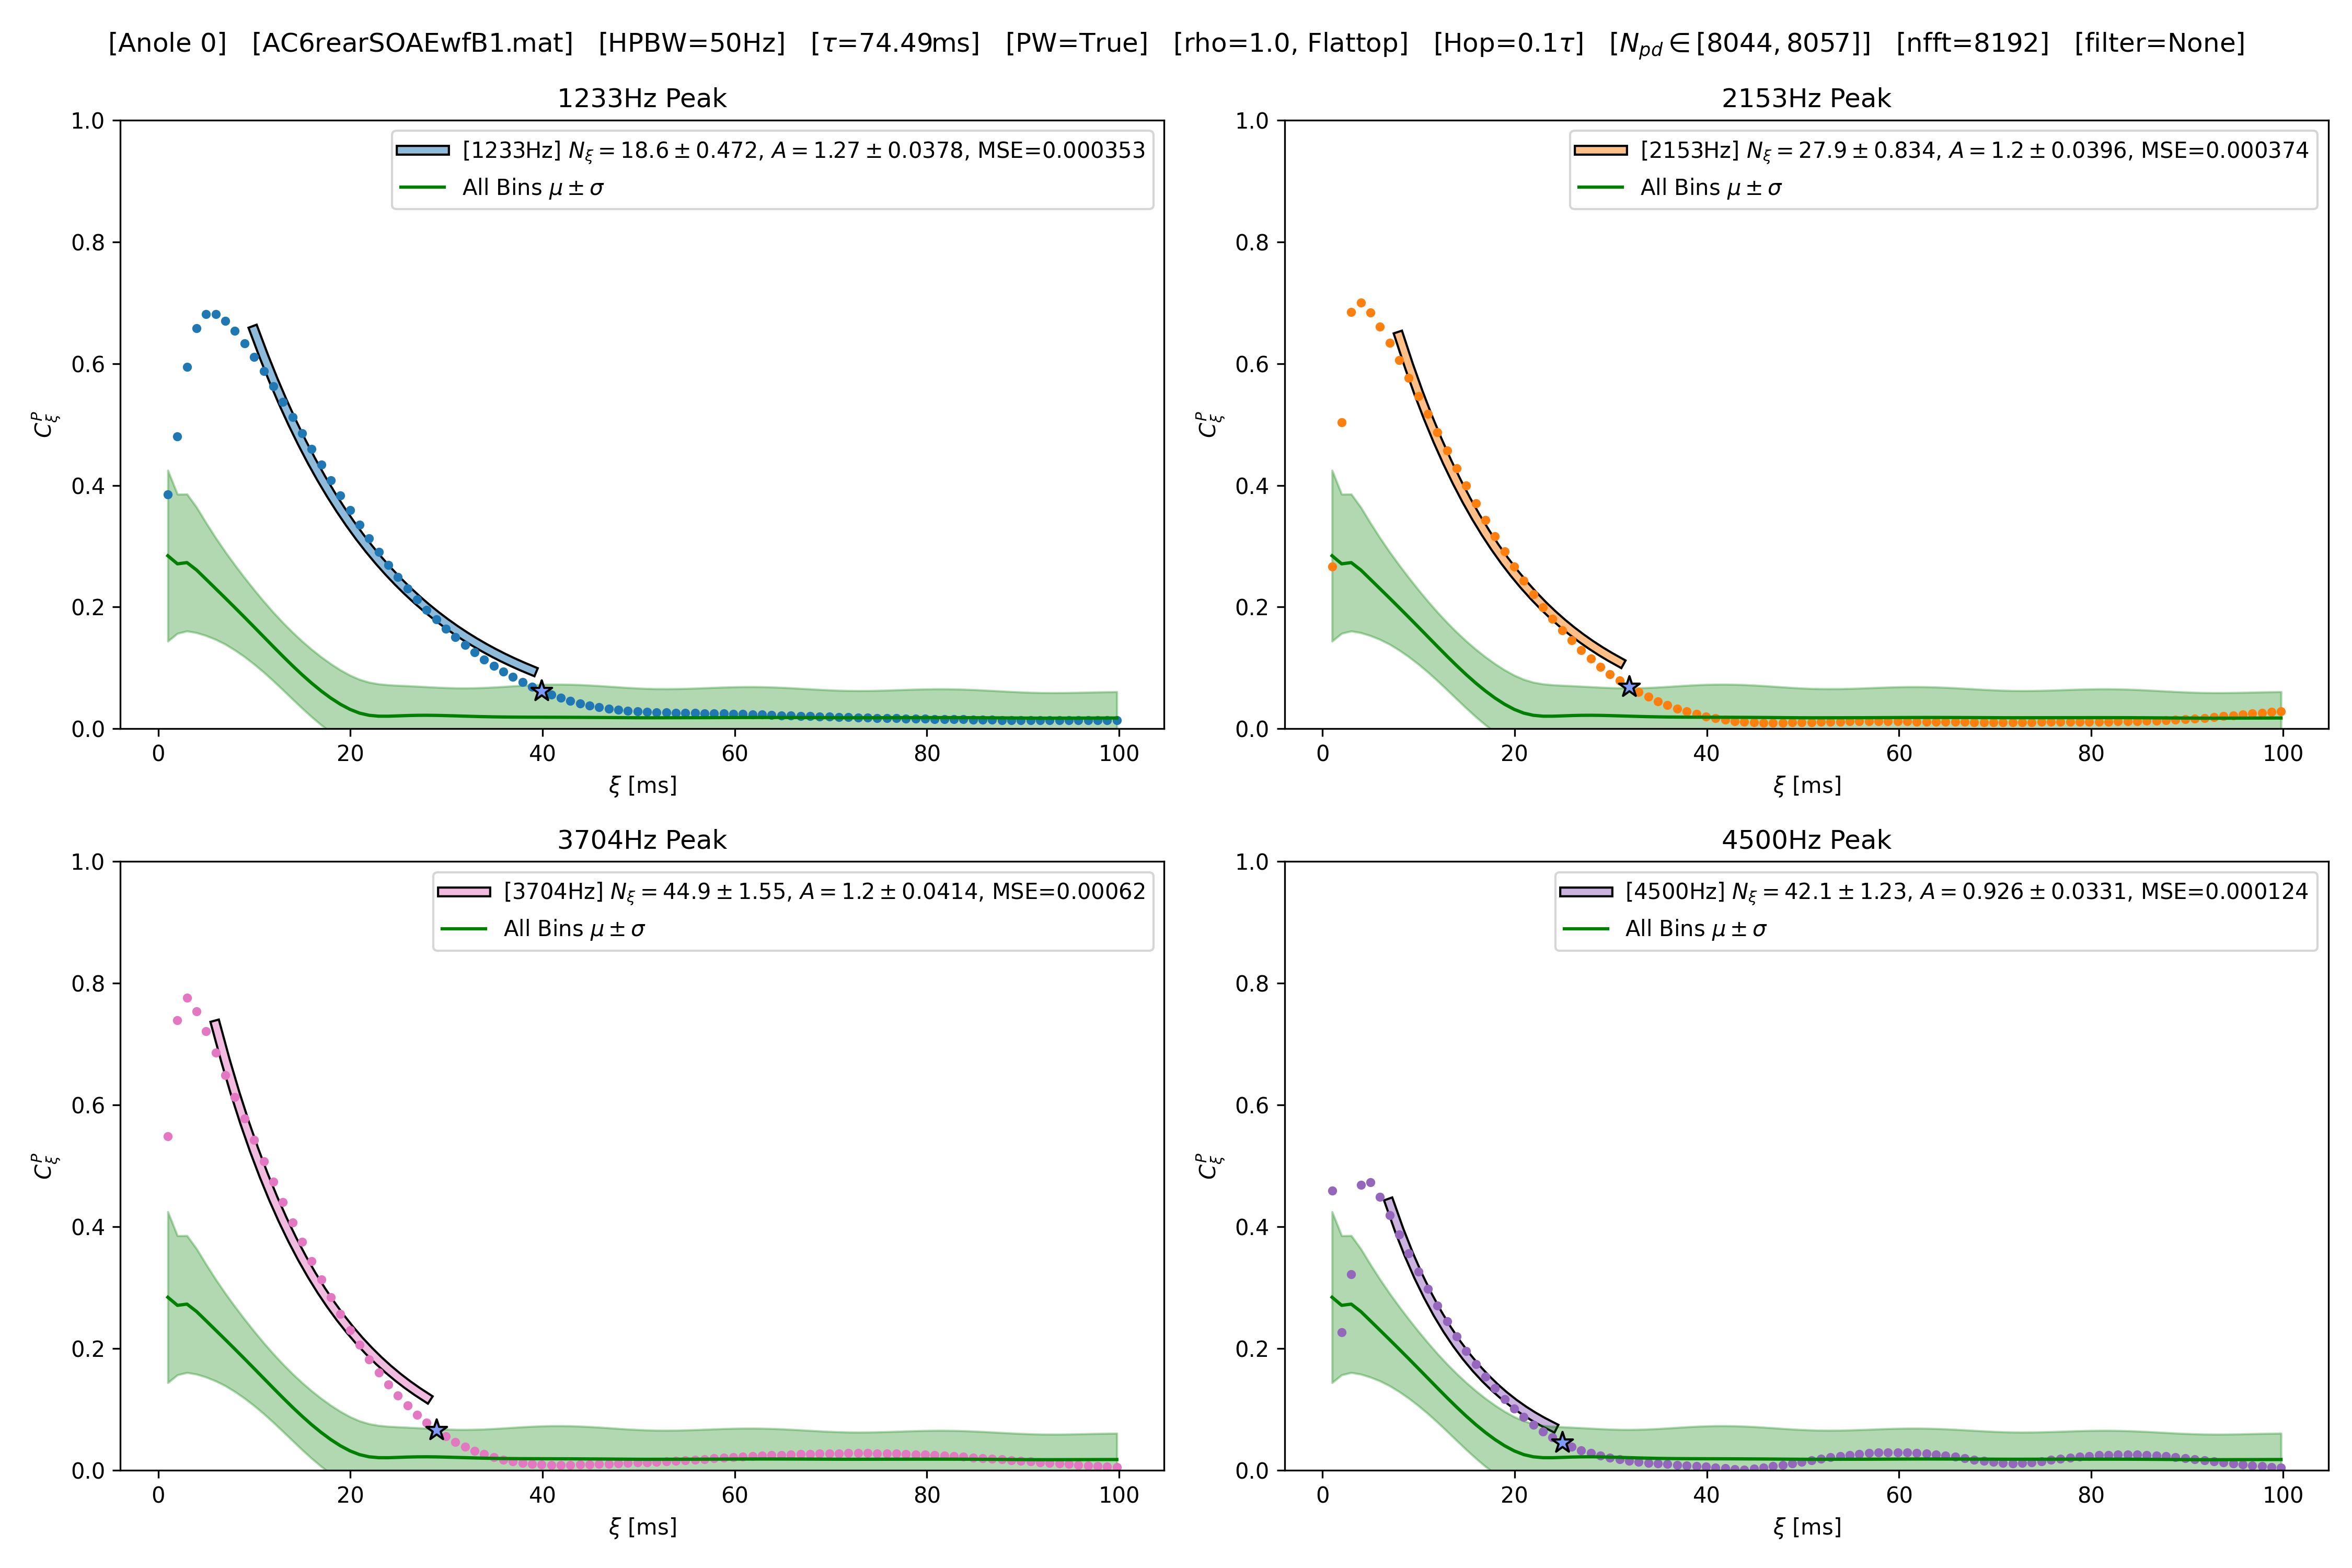 [Anole 0]   [AC6rearSOAEwfB1.mat]   [HPBW=50Hz]   [τ=74.49ms]   [PW=True]   [rho=1.0, Flattop]   [Hop=0.1τ]   [N_pd ∈ [8044, 8057]]   [nfft=8192]   [filter=None]
1233Hz Peak
[1233Hz] N_ξ = 18.6 ± 0.472, A = 1.27 ± 0.0378, MSE=0.000353
All Bins μ ± σ
1.0
0.8
0.6
0.4
0.2
0.0
C^P_ξ
0 20 40 60 80 100
ξ [ms]
2153Hz Peak
[2153Hz] N_ξ = 27.9 ± 0.834, A = 1.2 ± 0.0396, MSE=0.000374
All Bins μ ± σ
1.0
0.8
0.6
0.4
0.2
0.0
C^P_ξ
0 20 40 60 80 100
ξ [ms]
3704Hz Peak
[3704Hz] N_ξ = 44.9 ± 1.55, A = 1.2 ± 0.0414, MSE=0.00062
All Bins μ ± σ
1.0
0.8
0.6
0.4
0.2
0.0
C^P_ξ
0 20 40 60 80 100
ξ [ms]
4500Hz Peak
[4500Hz] N_ξ = 42.1 ± 1.23, A = 0.926 ± 0.0331, MSE=0.000124
All Bins μ ± σ
1.0
0.8
0.6
0.4
0.2
0.0
C^P_ξ
0 20 40 60 80 100
ξ [ms]